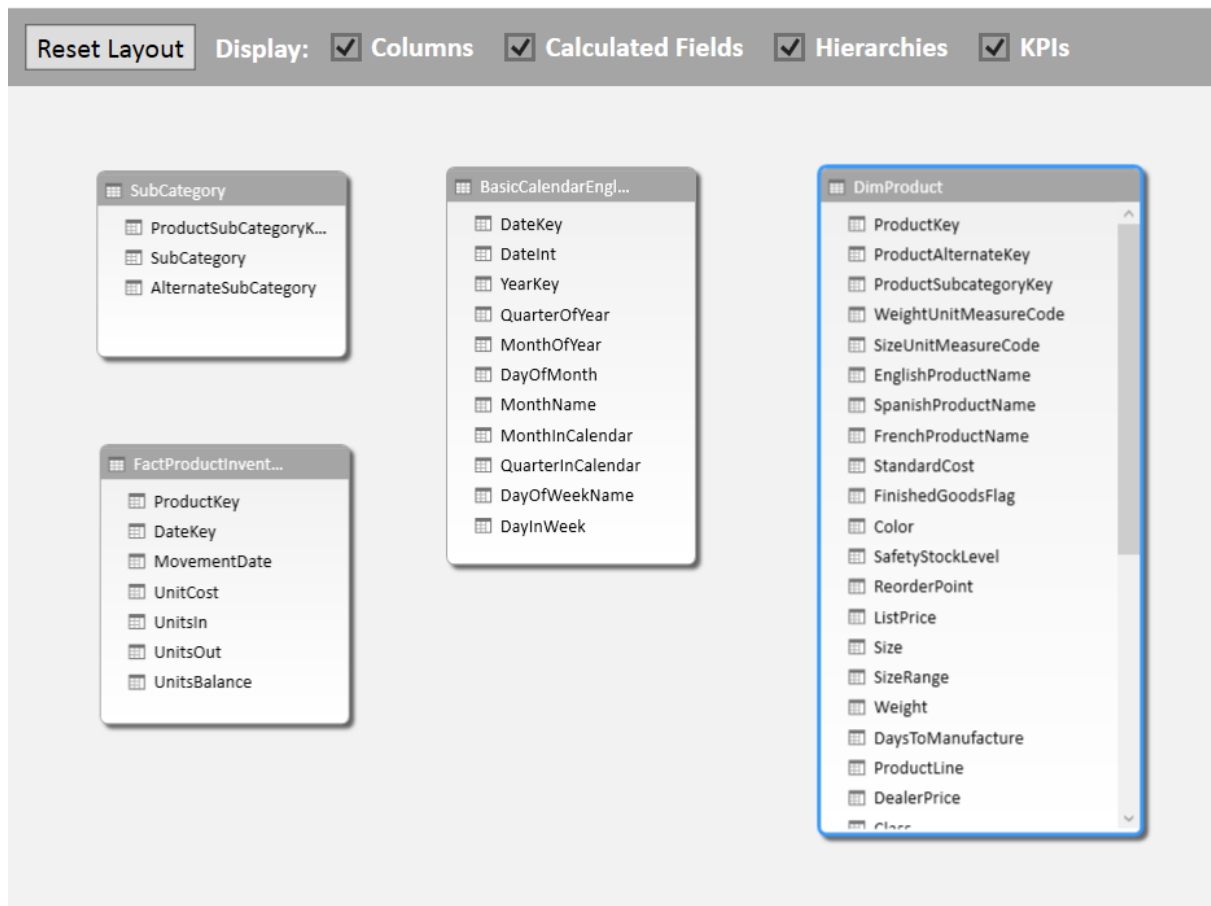 Reset Layout Display: Columns Calculated Fields Hierarchies KPIs
SubCategory
ProductSubCategoryK...
SubCategory
AlternateSubCategory
FactProductInvent...
ProductKey
DateKey
MovementDate
UnitCost
UnitsIn
UnitsOut
UnitsBalance
BasicCalendarEngl...
DateKey
DateInt
YearKey
QuarterOfYear
MonthOfYear
DayOfMonth
MonthName
MonthInCalendar
QuarterInCalendar
DayOfWeekName
DayInWeek
DimProduct
ProductKey
ProductAlternateKey
ProductSubcategoryKey
WeightUnitMeasureCode
SizeUnitMeasureCode
EnglishProductName
SpanishProductName
FrenchProductName
StandardCost
FinishedGoodsFlag
Color
SafetyStockLevel
ReorderPoint
ListPrice
Size
SizeRange
Weight
DaysToManufacture
ProductLine
DealerPrice
Class